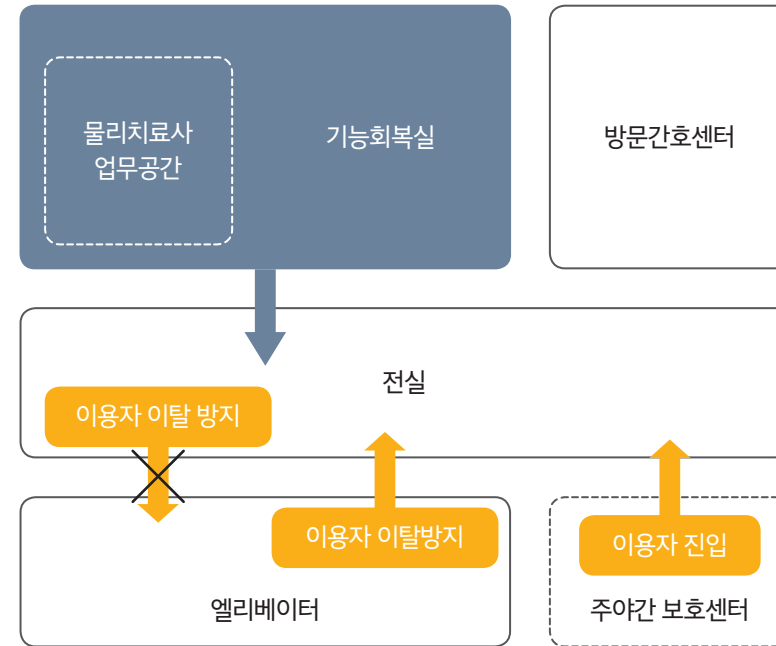 물리치료사
업무공간
기능회복실
방문간호센터
전실
이용자 이탈 방지
이용자 이탈방지
이용자 진입
엘리베이터
주야간 보호센터